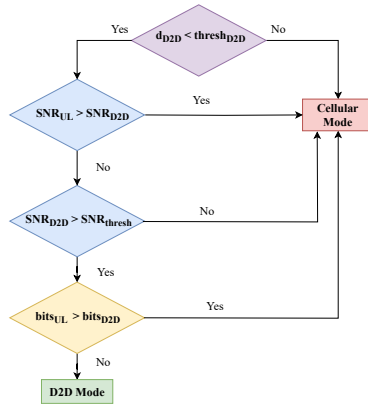 Yes
No
d_D2D < thresh_D2D
SNR_UL > SNR_D2D
Yes
Cellular
Mode
No
SNR_D2D > SNR_thresh
No
Yes
bits_UL > bits_D2D
Yes
No
D2D Mode